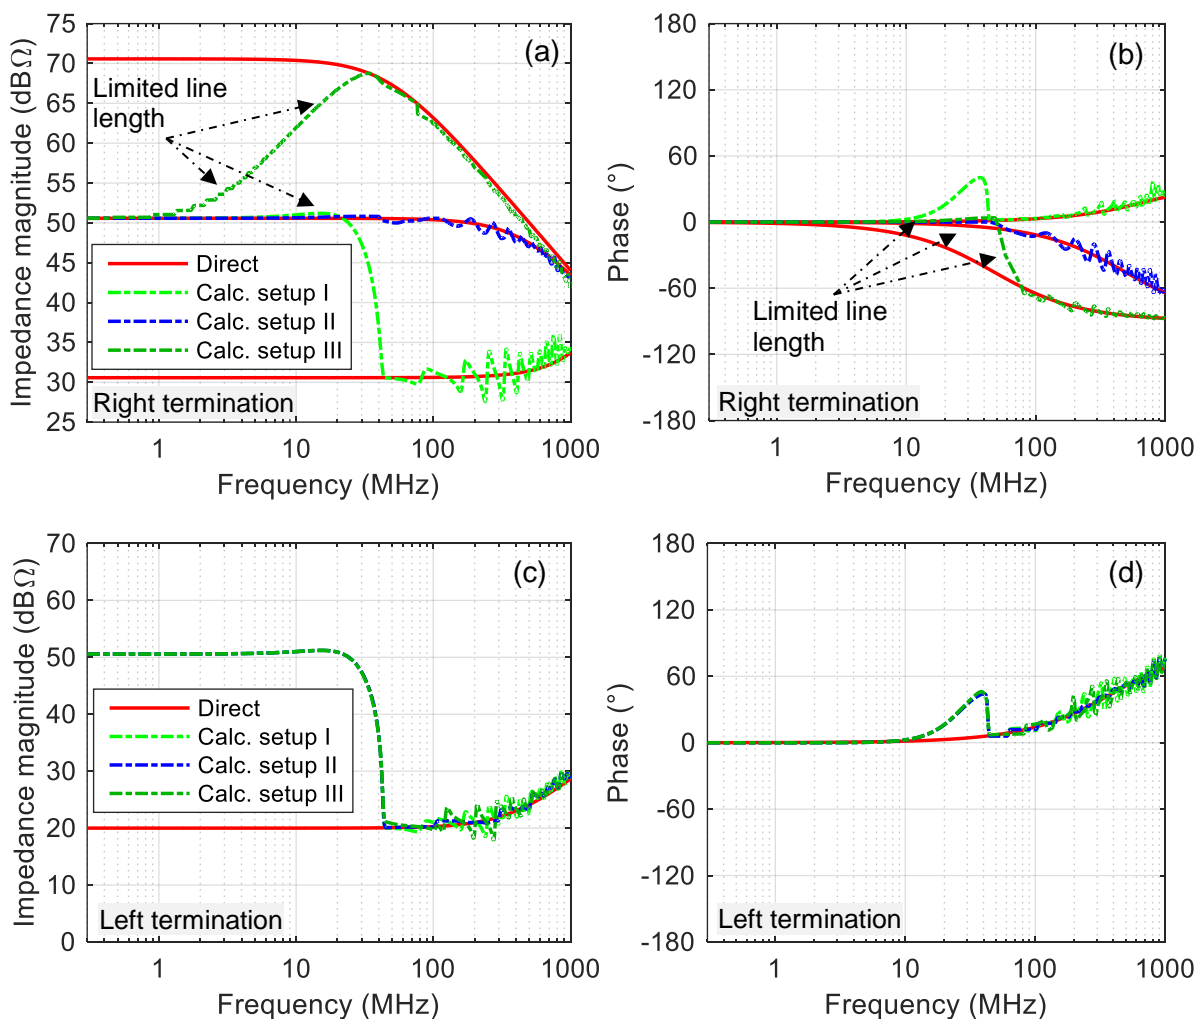 75
70
65
60
55
50
45
40
35
30
25
Impedance magnitude (dBΩ)
(a)
Limited line
length
Direct
Calc. setup I
Calc. setup II
Calc. setup III
Right termination
1
10
100
1000
Frequency (MHz)
180
120
60
0
-60
-120
-180
Phase (°)
(b)
Limited line
length
Right termination
1
10
100
1000
Frequency (MHz)
70
60
50
40
30
20
10
0
Impedance magnitude (dBΩ)
(c)
Direct
Calc. setup I
Calc. setup II
Calc. setup III
Left termination
1
10
100
1000
Frequency (MHz)
180
120
60
0
-60
-120
-180
Phase (°)
(d)
Left termination
1
10
100
1000
Frequency (MHz)